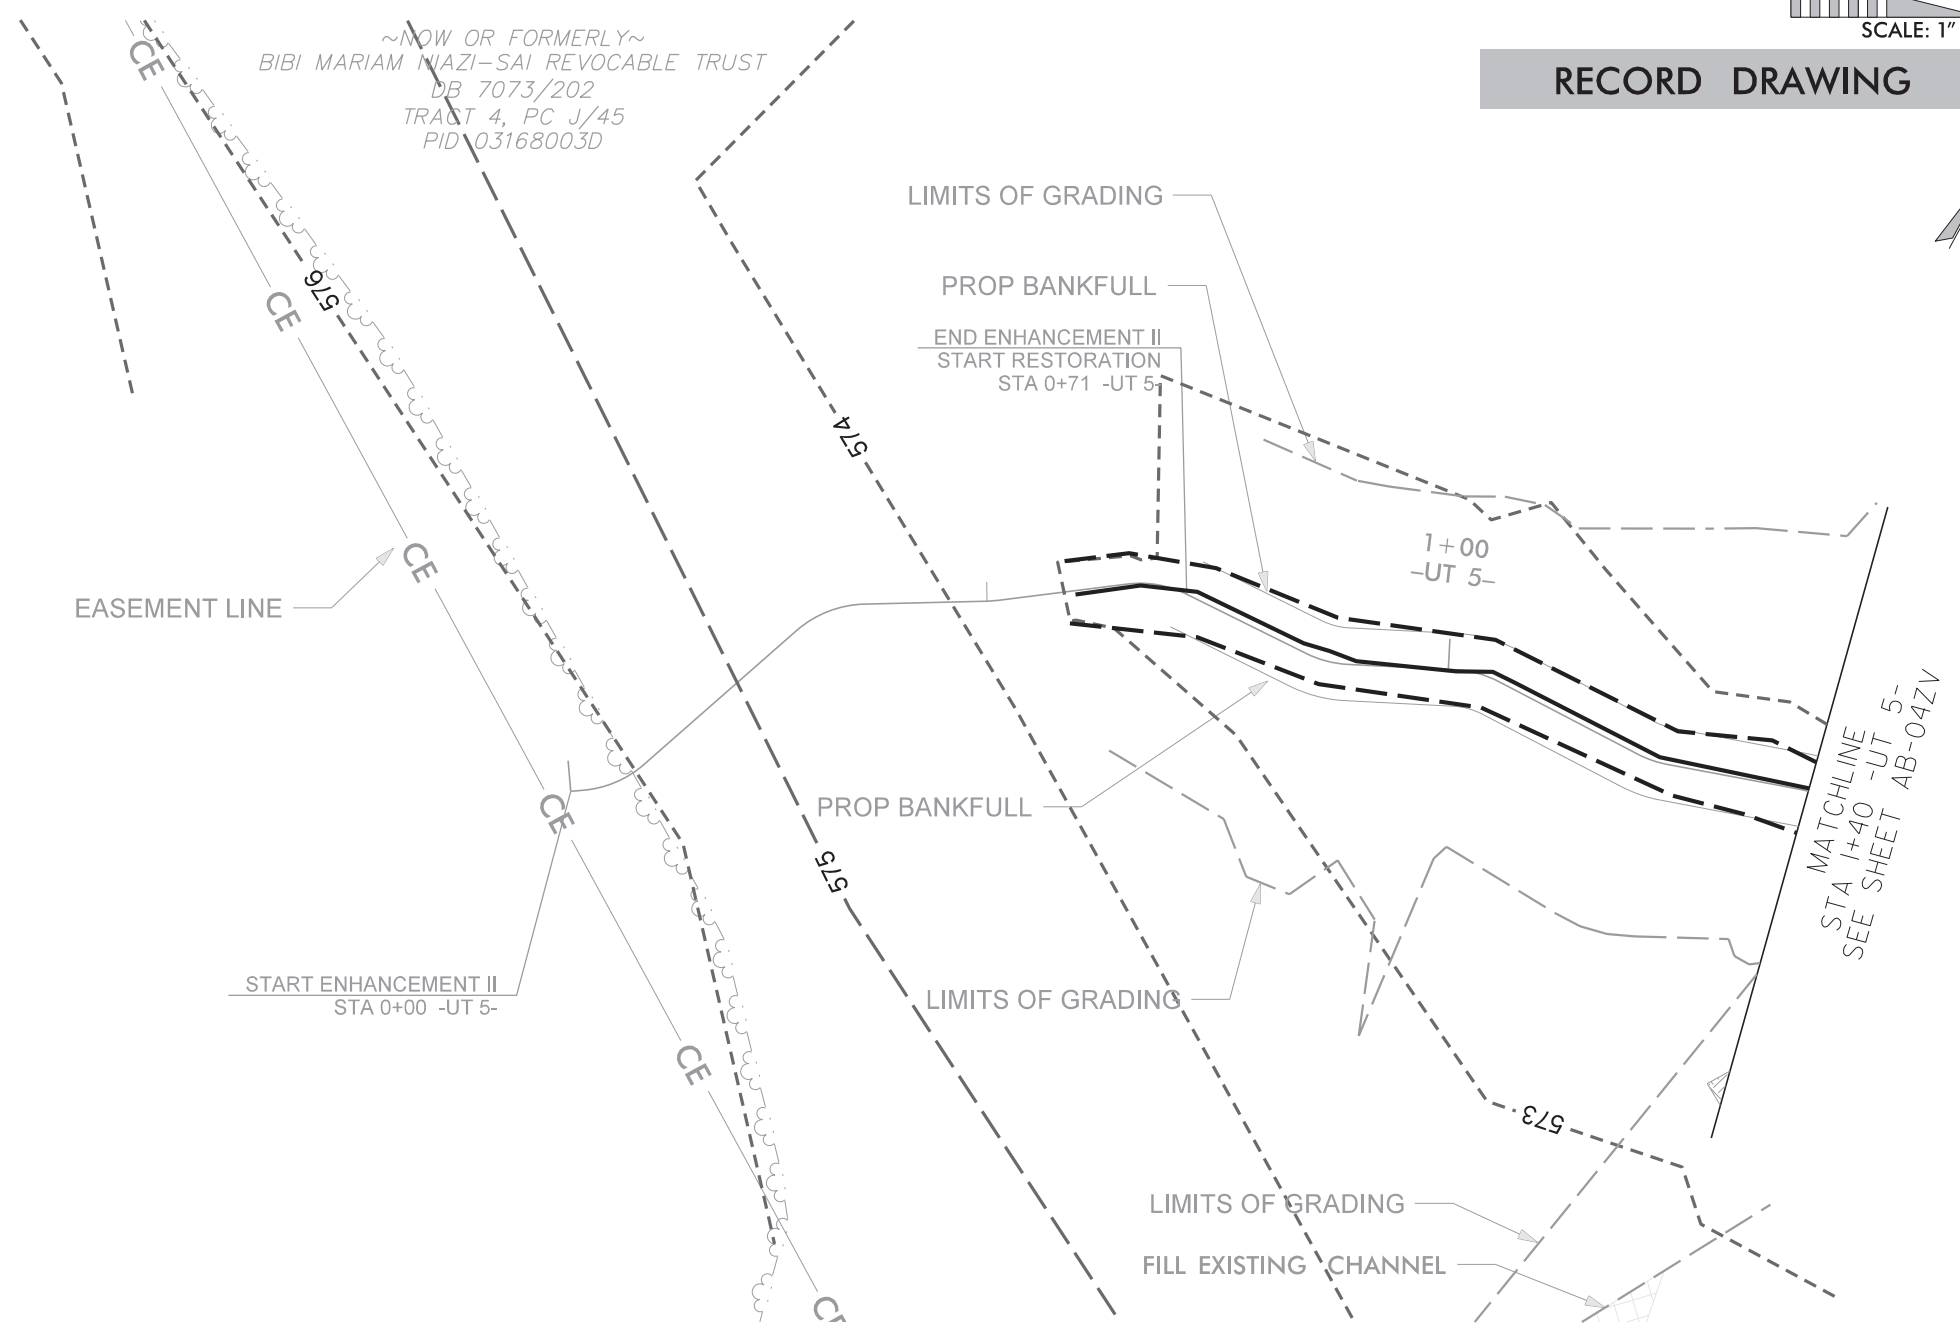 SCALE: 1"
RECORD DRAWING
~NOW OR FORMERLY~
BIBI MARIAM NIAZI-SAI REVOCABLE TRUST
DB 7073/202
TRACT 4, PC J/45
PID 03168003D
CE
LIMITS OF GRADING
PROP BANKFULL
576
CE
END ENHANCEMENT II
START RESTORATION
STA 0+71 -UT 5-
574
1+00
-UT 5-
CE
EASEMENT LINE
PROP BANKFULL
CE
575
MATCHLINE
STA 1+40 -UT 5-
SEE SHEET AB-04ZV
START ENHANCEMENT II
STA 0+00 -UT 5-
LIMITS OF GRADING
CE
573
LIMITS OF GRADING
FILL EXISTING CHANNEL
CE